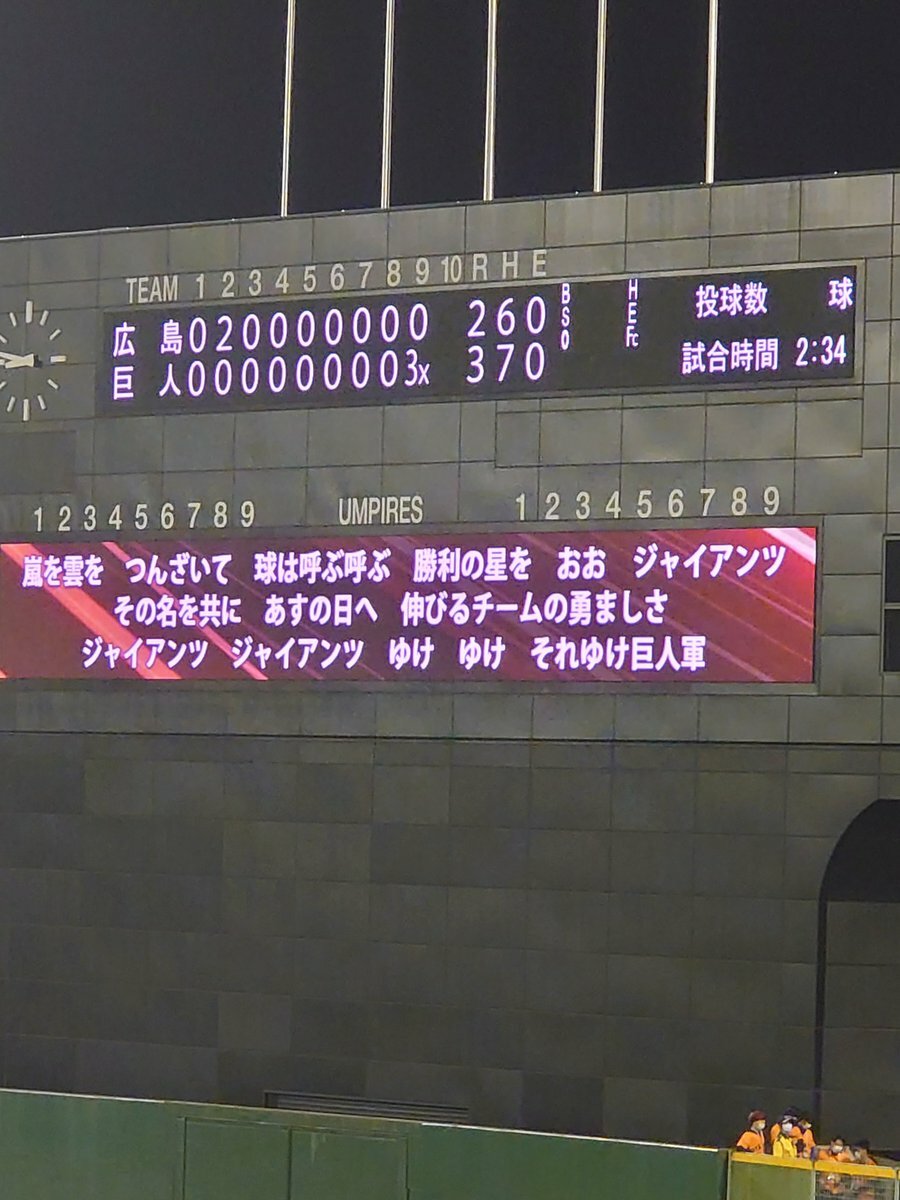 TEAM 1 2 3 4 5 6 7 8 9 10 R H E
広島 0 2 0 0 0 0 0 0 0 2 6 0
巨人 0 0 0 0 0 0 0 0 3x 3 7 0
B S O
H E Fc
投球数 球
試合時間 2:34
1 2 3 4 5 6 7 8 9 UMPIRES 1 2 3 4 5 6 7 8 9
嵐を雲を つんざいて 球は呼ぶ呼ぶ 勝利の星を おお ジャイアンツ
その名を共に あすの日へ 伸びるチームの勇ましさ
ジャイアンツ ジャイアンツ ゆけ ゆけ それゆけ巨人軍